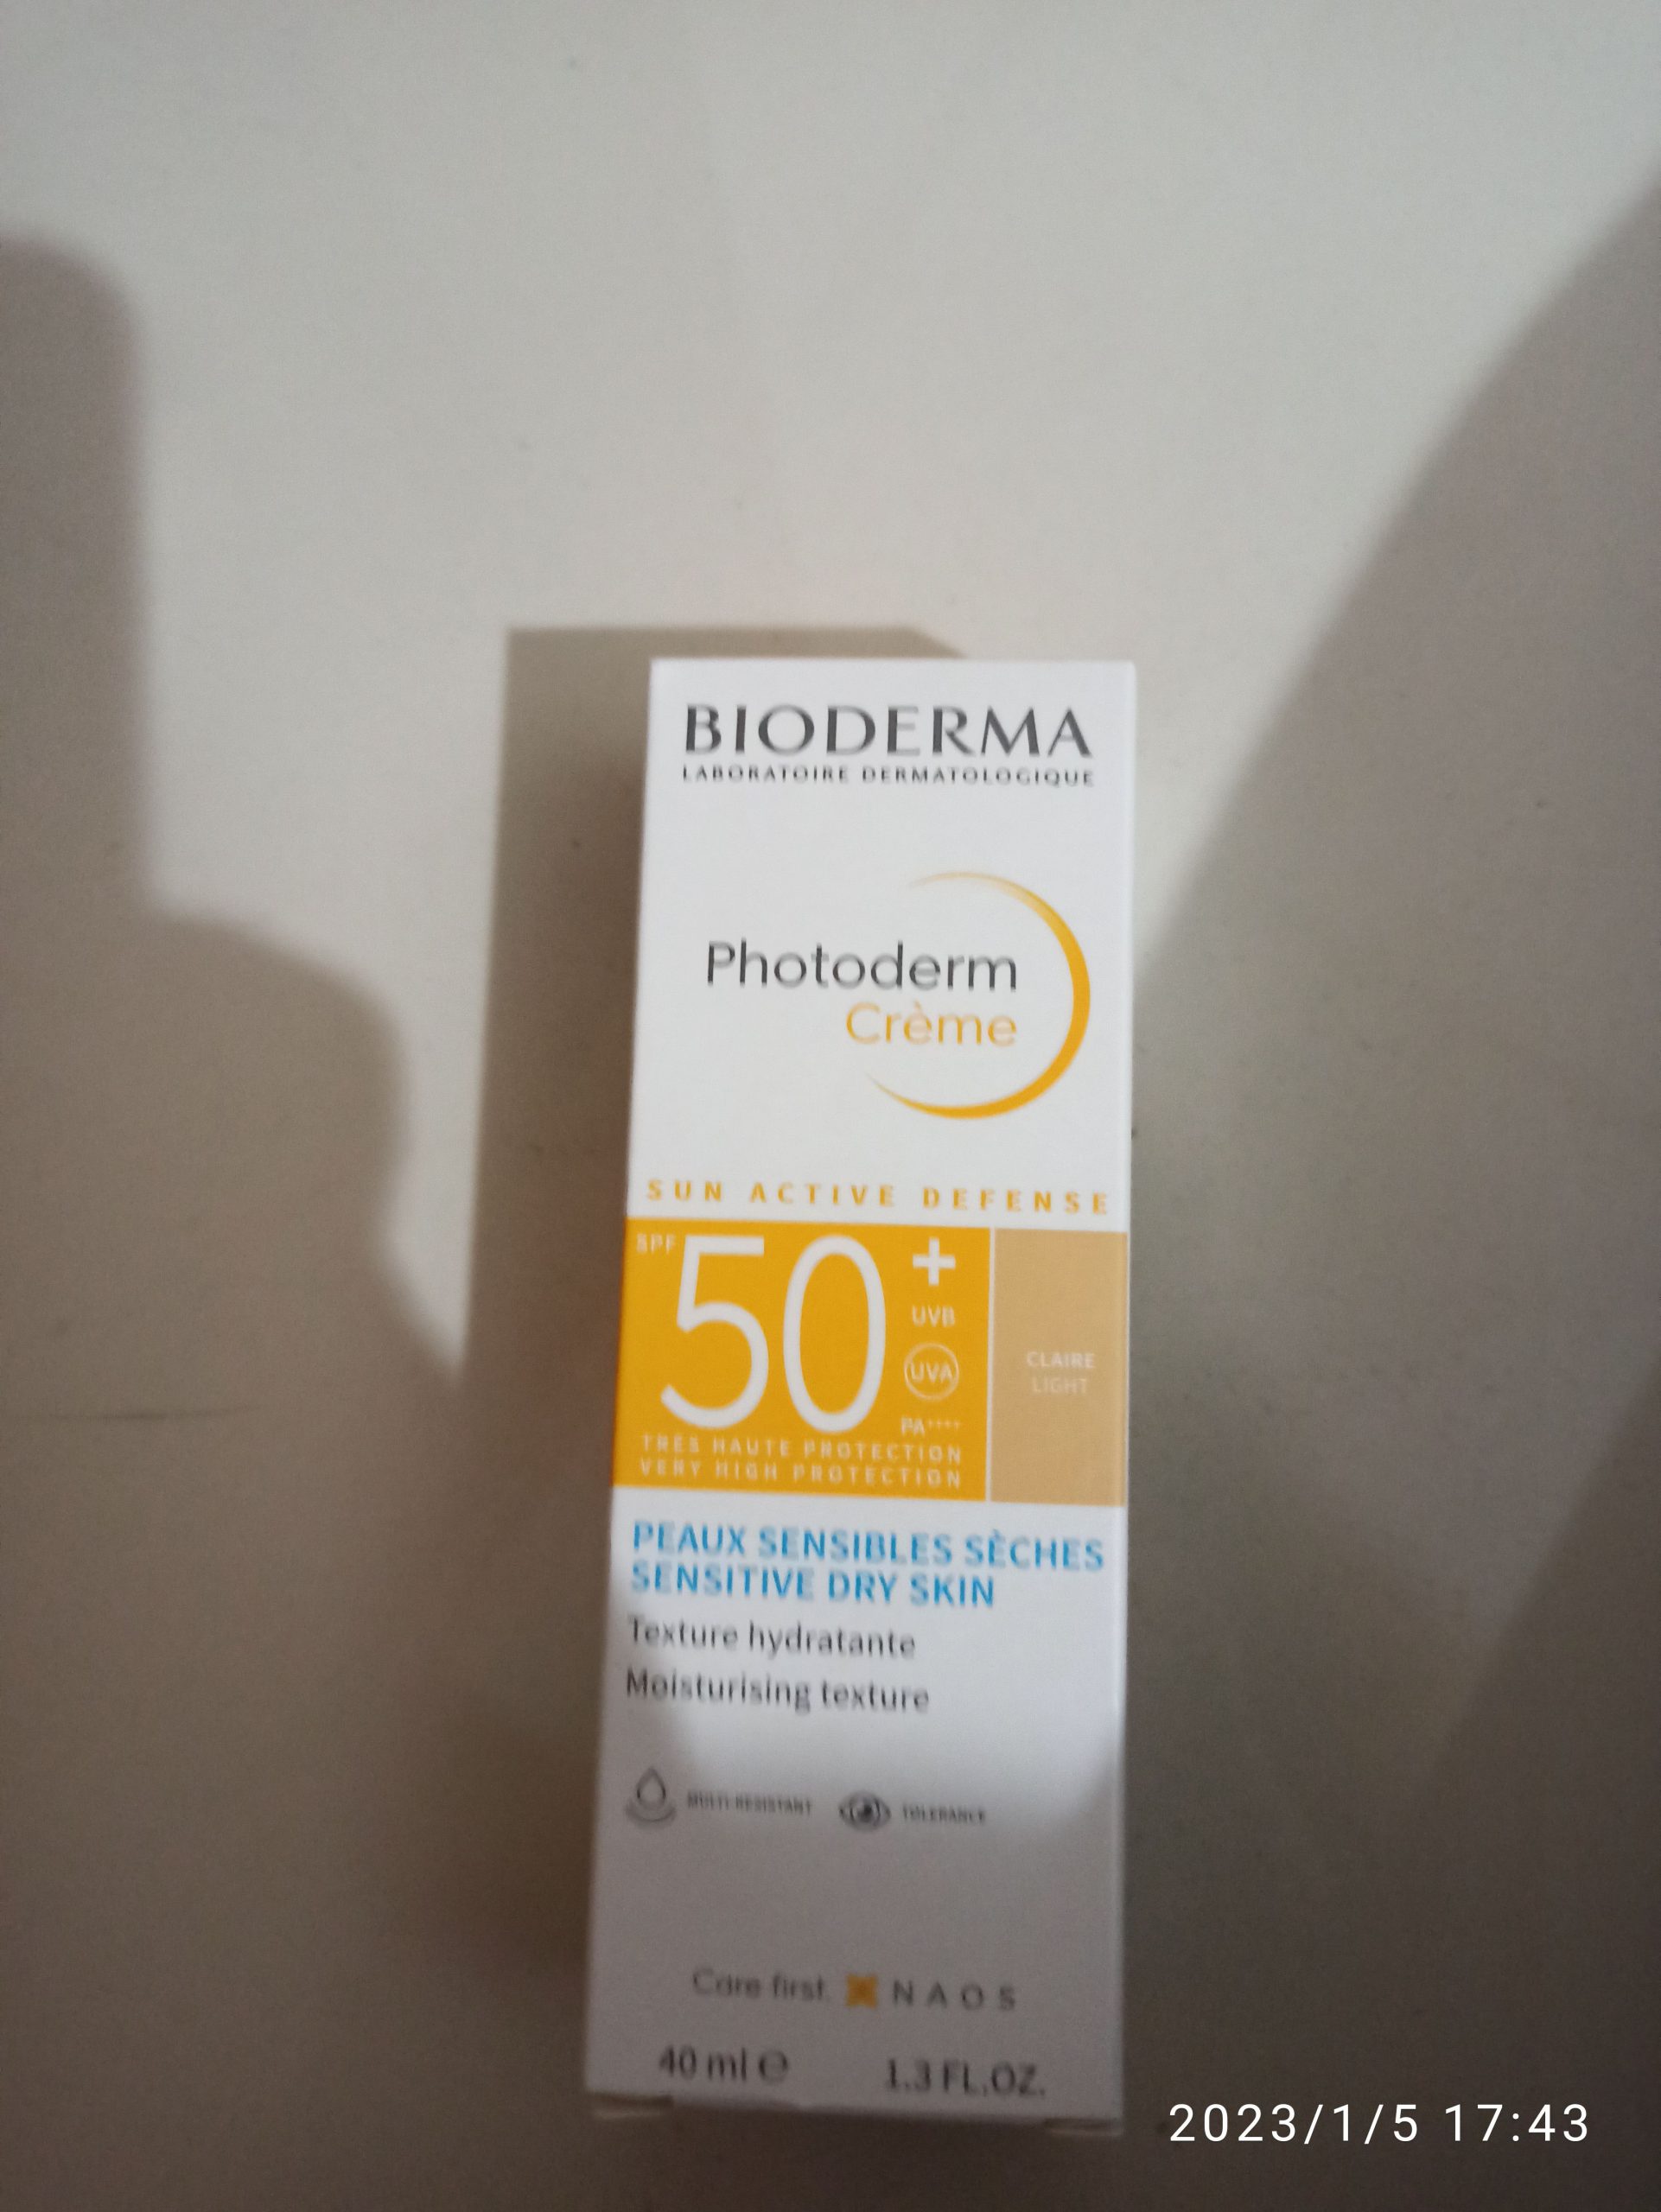 BIODERMA
LABORATOIRE DERMATOLOGIQUE
Photoderm
Crème
SUN ACTIVE DEFENSE
SPF 50+
UVB
UVA
PA++++
TRÈS HAUTE PROTECTION
VERY HIGH PROTECTION
CLAIRE
LIGHT
PEAUX SENSIBLES SÈCHES
SENSITIVE DRY SKIN
Texture hydratante
Moisturising texture
MULTI-RESISTANT
TOLERANCE
Care first. NAOS
40 ml ℮ 1.3 FL.OZ.
2023/1/5 17:43